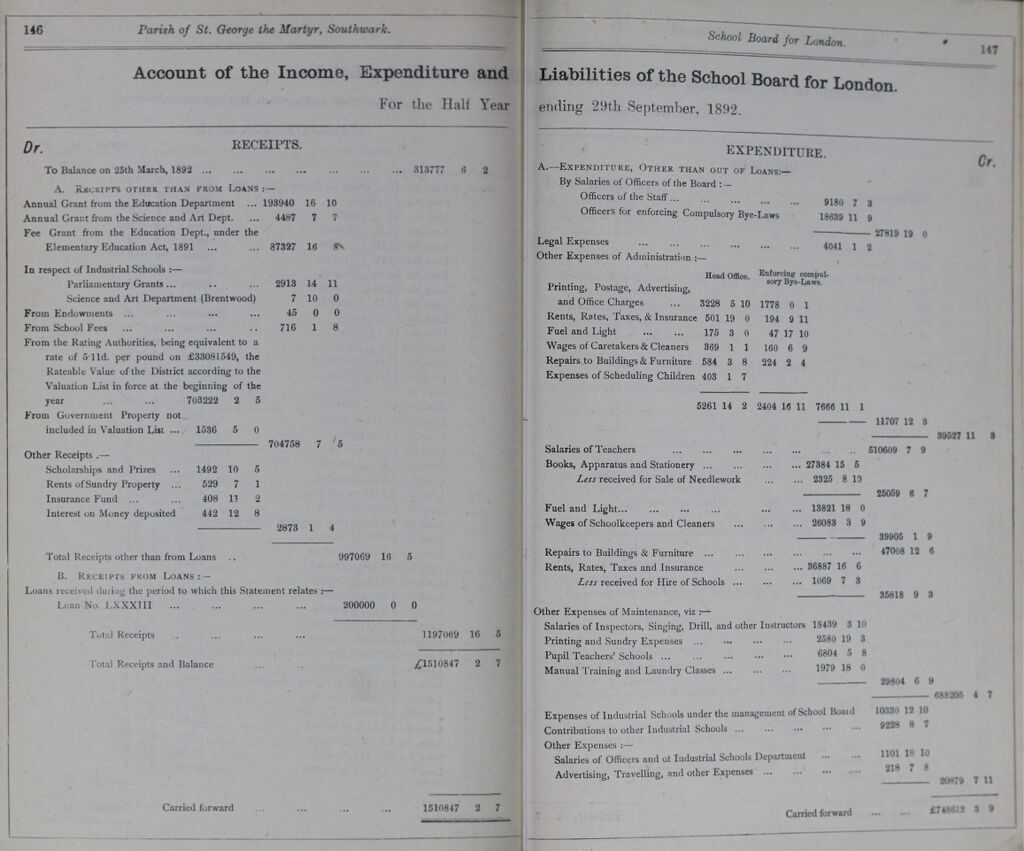 146
Parish of St. George the Martyr, Southwark.
Account of the Income, Expenditure and
For the Half Year
Dr.
RECEIPTS.
To Balance on 25th March, 1892 ... ... ... ... ... ... ... 313777 6 2
A. RECEIPTS OTHER THAN FROM LOANS :—
Annual Grant from the Education Department ... 193940 16 10
Annual Grant from the Science and Art Dept. ... 4487 7 7
Fee Grant from the Education Dept., under the
Elementary Education Act, 1891 ... ... 87327 16 8
In respect of Industrial Schools :—
Parliamentary Grants ... .. ... 2913 14 11
Science and Art Department (Brentwood) 7 10 0
From Endowments ... ... ... ... 45 0 0
From School Fees ... ... ... .. 716 1 8
From the Rating Authorities, being equivalent to a
rate of 5·11d. per pound on £33081549, the
Rateable Value of the District according to the
Valuation List in force at the beginning of the
year ... ... 703222 2 5
From Government Property not
included in Valuation List ... 1536 5 0
704758 7 5
Other Receipts .—
Scholarships and Prizes ... 1492 10 5
Rents of Sundry Property ... 529 7 1
Insurance Fund ... ... 408 11 2
Interest on Money deposited 442 12 8
2873 1 4
Total Receipts other than from Loans .. 997069 16 5
B. RECEIPTS FROM LOANS : —
Loans received during the period to which this Statement relates :—
Loan No. LXXXIII ... ... ... ... 200000 0 0
Total Receipts .. ... ... ... 1197069 16 5
Total Receipts and Balance ... .. £1510847 2 7
Carried forward ... ... ... ... 1510847 2 7
School Board for London.
147
Liabilities of the School Board for London.
ending 29th September, 1892.
EXPENDITURE.
Cr.
A.—EXPENDITURE, OTHER THAN OUT OF LOANS:—
By Salaries of Officers of the Board : —
Officers of the Staff ... ... ... ... ... 9180 7 3
Officers for enforcing Compulsory Bye-Laws 18639 11 9
27819 19 0
Legal Expenses ... ... ... ... ... ... 4041 1 2
Other Expenses of Administration :—
Head Office. Enforcing compul-
sory Bye-Laws.
Printing, Postage, Advertising,
and Office Charges ... 3228 5 10 1778 0 1
Rents, Rates, Taxes, & Insurance 501 19 0 194 9 11
Fuel and Light ... ... 175 3 0 47 17 10
Wages of Caretakers & Cleaners 369 1 1 160 6 9
Repairs to Buildings & Furniture 584 3 8 224 2 4
Expenses of Scheduling Children 403 1 7
5261 14 2 2404 16 11 7666 11 1
11707 12 3
39527 11 3
Salaries of Teachers ... ... ... ... ... .. .. 510609 7 9
Books, Apparatus and Stationery ... ... ... ... 27384 15 5
Less received for Sale of Needlework ... ... 2325 8 10
25059 6 7
Fuel and Light ... ... ... ... ... ... 13821 18 0
Wages of Schoolkeepers and Cleaners ... ... ... 26083 3 9
39905 1 9
Repairs to Buildings & Furniture ... ... ... ... ... ... 47008 12 6
Rents, Rates, Taxes and Insurance ... ... ... 36887 16 6
Less received for Hire of Schools ... ... ... 1069 7 3
35818 9 3
Other Expenses of Maintenance, viz :—
Salaries of Inspectors, Singing, Drill, and other Instructors 18439 3 10
Printing and Sundry Expenses ... ... ... ... 2580 19 3
Pupil Teachers' Schools ... ... ... ... ... 6804 5 8
Manual Training and Laundry Classes ... ... ... 1979 18 0
29804 6 9
688205 4 7
Expenses of Industrial Schools under the management of School Board 10330 12 10
Contributions to other Industrial Schools ... ... ... ... ... 9228 8 7
Other Expenses :—
Salaries of Officers and of Industrial Schools Department ... ... 1101 18 10
Advertising, Travelling, and other Expenses ... ... ... ... 218 7 8
20879 7 11
Carried forward ... ... £748612 3 9